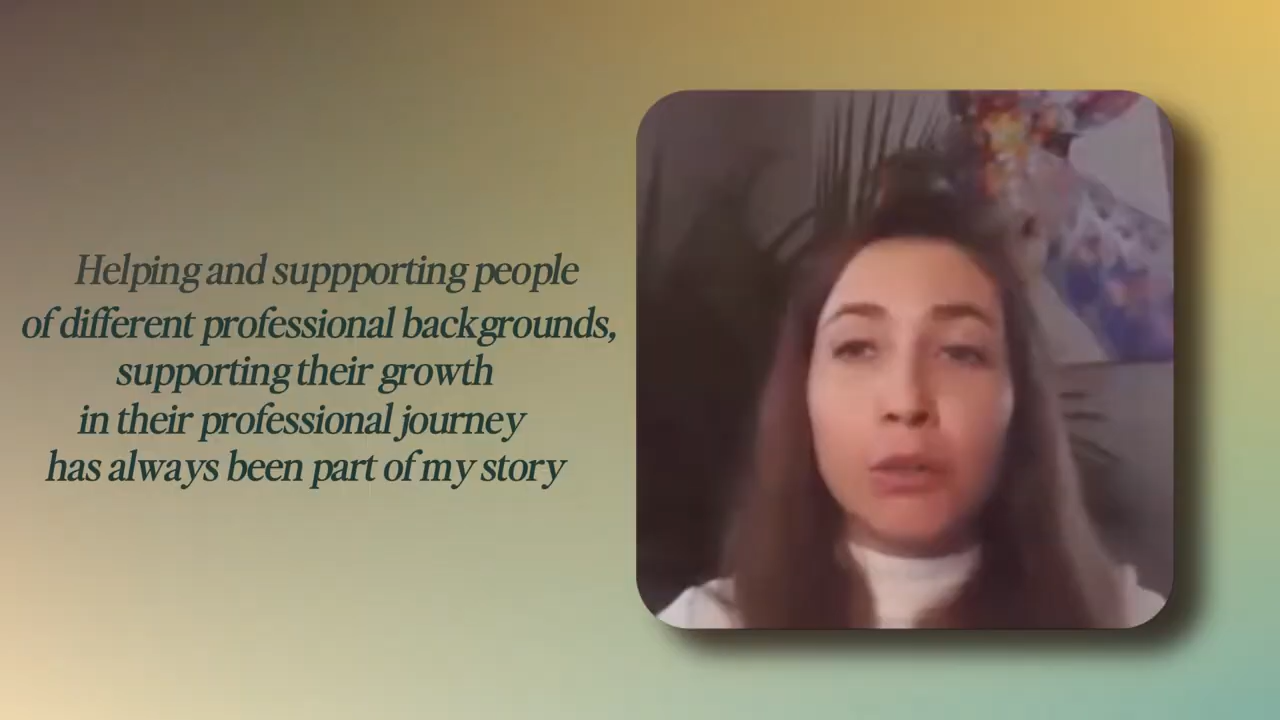 Helping and suppporting people
of different professional backgrounds,
supporting their growth
in their professional journey
has always been part of my story